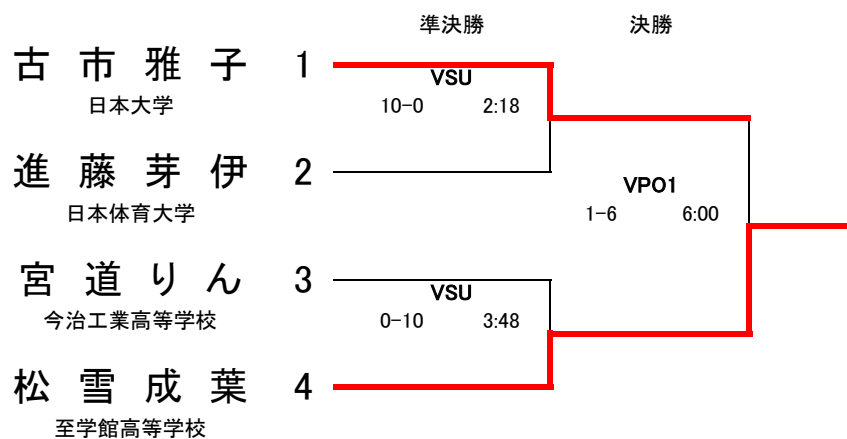 準決勝 決勝
古市雅子 1
日本大学
VSU
10-0 2:18
進藤芽伊 2
日本体育大学
VPO1
1-6 6:00
宮道りん 3
今治工業高等学校
VSU
0-10 3:48
松雪成葉 4
至学館高等学校